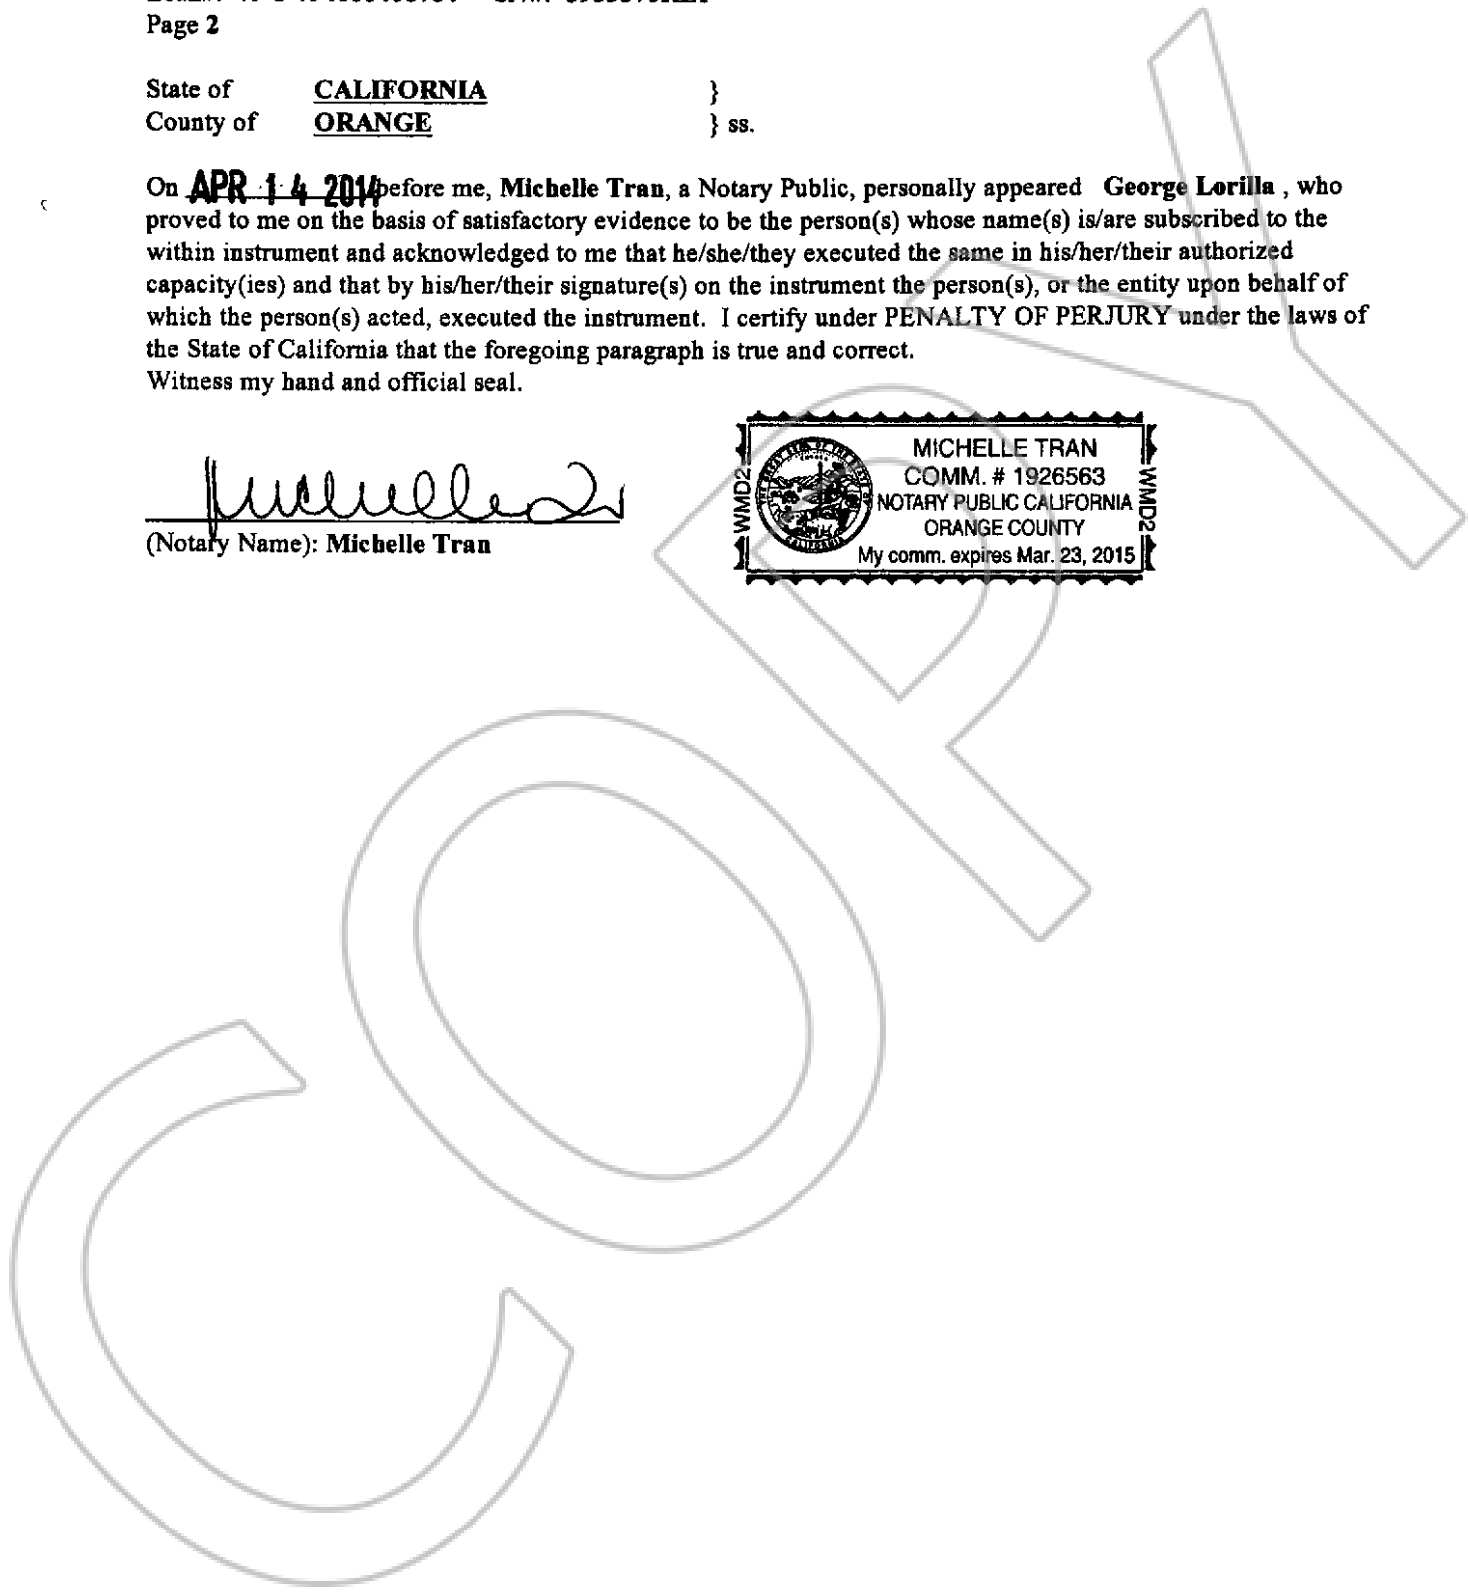 Page 2
State of CALIFORNIA }
County of ORANGE } ss.
On APR 14 2014 before me, Michelle Tran, a Notary Public, personally appeared George Lorilla , who
proved to me on the basis of satisfactory evidence to be the person(s) whose name(s) is/are subscribed to the
within instrument and acknowledged to me that he/she/they executed the same in his/her/their authorized
capacity(ies) and that by his/her/their signature(s) on the instrument the person(s), or the entity upon behalf of
which the person(s) acted, executed the instrument. I certify under PENALTY OF PERJURY under the laws of
the State of California that the foregoing paragraph is true and correct.
Witness my hand and official seal.
(Notary Name): Michelle Tran
WMD2
MICHELLE TRAN
COMM. # 1926563
NOTARY PUBLIC CALIFORNIA
ORANGE COUNTY
My comm. expires Mar. 23, 2015
WMD2
COPY